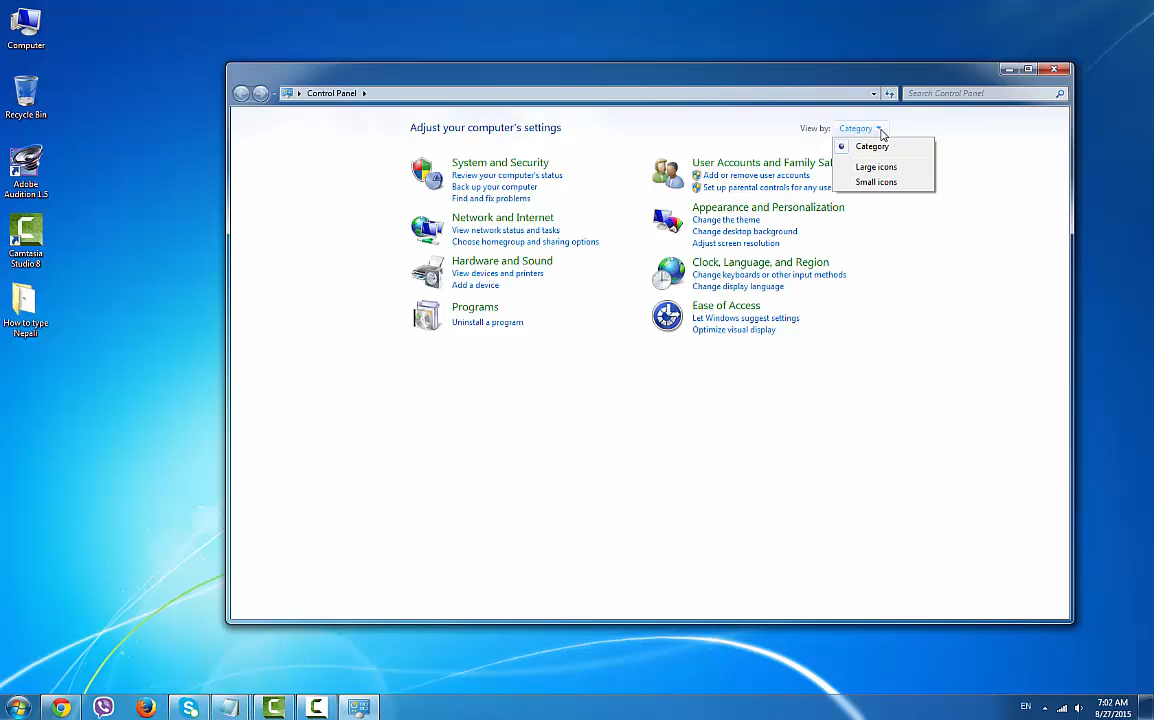 Computer
Recycle Bin
Adobe
Audition 1.5
Camtasia
Studio 8
How to type
Nepali
Control Panel
Search Control Panel
Adjust your computer's settings
View by: Category
Category
Large icons
Small icons
System and Security
Review your computer's status
Back up your computer
Find and fix problems
Network and Internet
View network status and tasks
Choose homegroup and sharing options
Hardware and Sound
View devices and printers
Add a device
Programs
Uninstall a program
User Accounts and Family Saf
Add or remove user accounts
Set up parental controls for any use
Appearance and Personalization
Change the theme
Change desktop background
Adjust screen resolution
Clock, Language, and Region
Change keyboards or other input methods
Change display language
Ease of Access
Let Windows suggest settings
Optimize visual display
EN
7:02 AM
8/27/2015